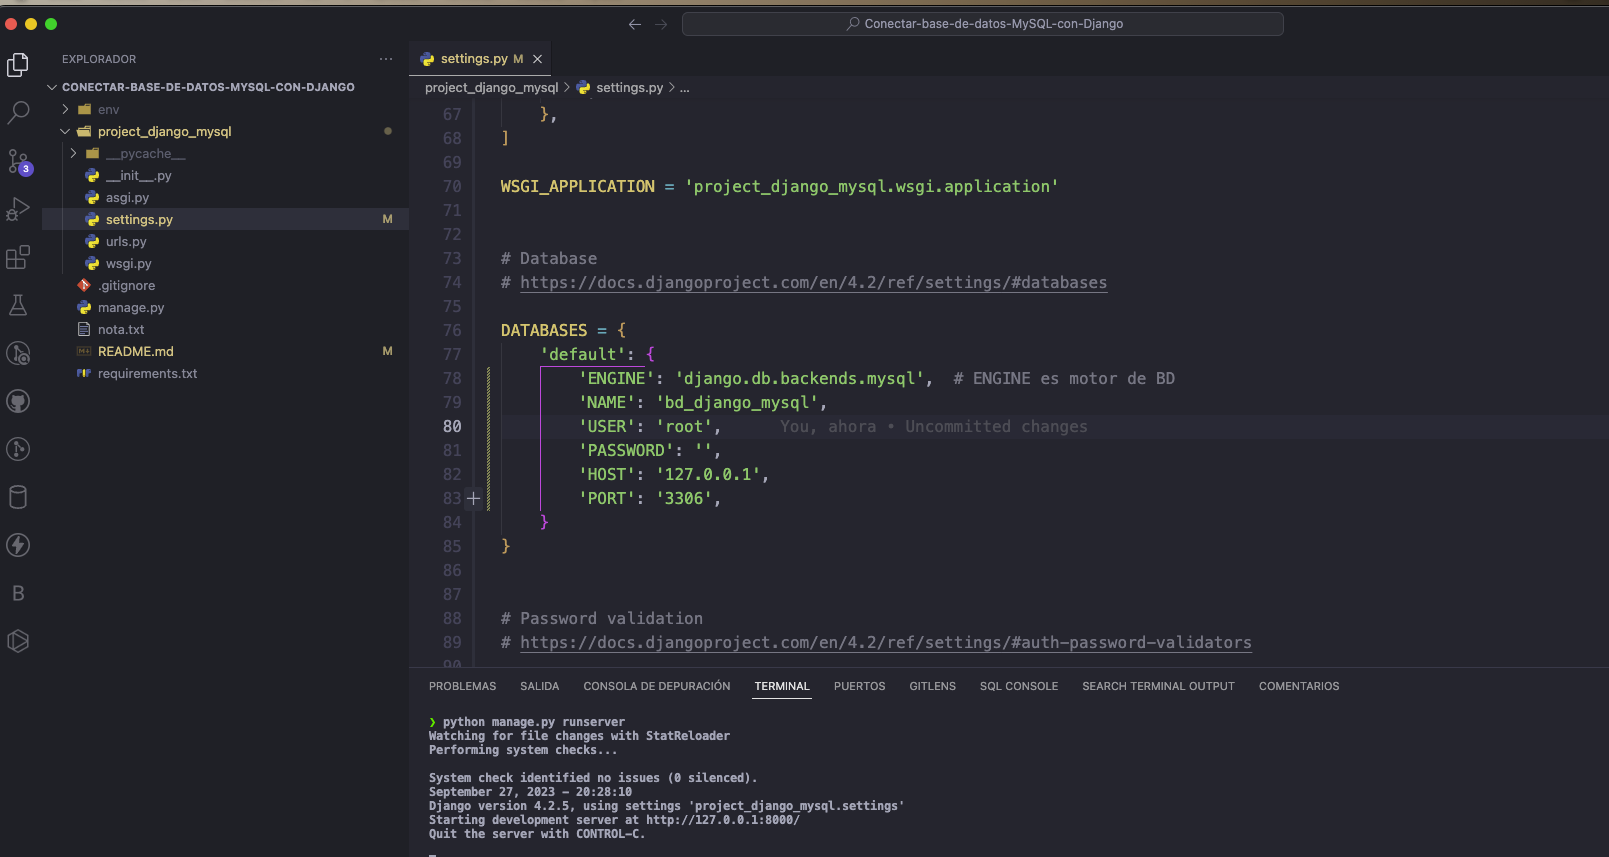 Conectar-base-de-datos-MySQL-con-Django
EXPLORADOR
CONECTAR-BASE-DE-DATOS-MYSQL-CON-DJANGO
env
project_django_mysql
__pycache__
__init__.py
asgi.py
settings.py M
urls.py
wsgi.py
.gitignore
manage.py
nota.txt
README.md M
requirements.txt
3
B
settings.py M
project_django_mysql > settings.py > ...
67 },
68 ]
69
70 WSGI_APPLICATION = 'project_django_mysql.wsgi.application'
71
72
73 # Database
74 # https://docs.djangoproject.com/en/4.2/ref/settings/#databases
75
76 DATABASES = {
77 'default': {
78 'ENGINE': 'django.db.backends.mysql', # ENGINE es motor de BD
79 'NAME': 'bd_django_mysql',
80 'USER': 'root', You, ahora • Uncommitted changes
81 'PASSWORD': '',
82 'HOST': '127.0.0.1',
83 'PORT': '3306',
84 }
85 }
86
87
88 # Password validation
89 # https://docs.djangoproject.com/en/4.2/ref/settings/#auth-password-validators
90
PROBLEMAS SALIDA CONSOLA DE DEPURACIÓN TERMINAL PUERTOS GITLENS SQL CONSOLE SEARCH TERMINAL OUTPUT COMENTARIOS
❯ python manage.py runserver
Watching for file changes with StatReloader
Performing system checks...
System check identified no issues (0 silenced).
September 27, 2023 - 20:28:10
Django version 4.2.5, using settings 'project_django_mysql.settings'
Starting development server at http://127.0.0.1:8000/
Quit the server with CONTROL-C.